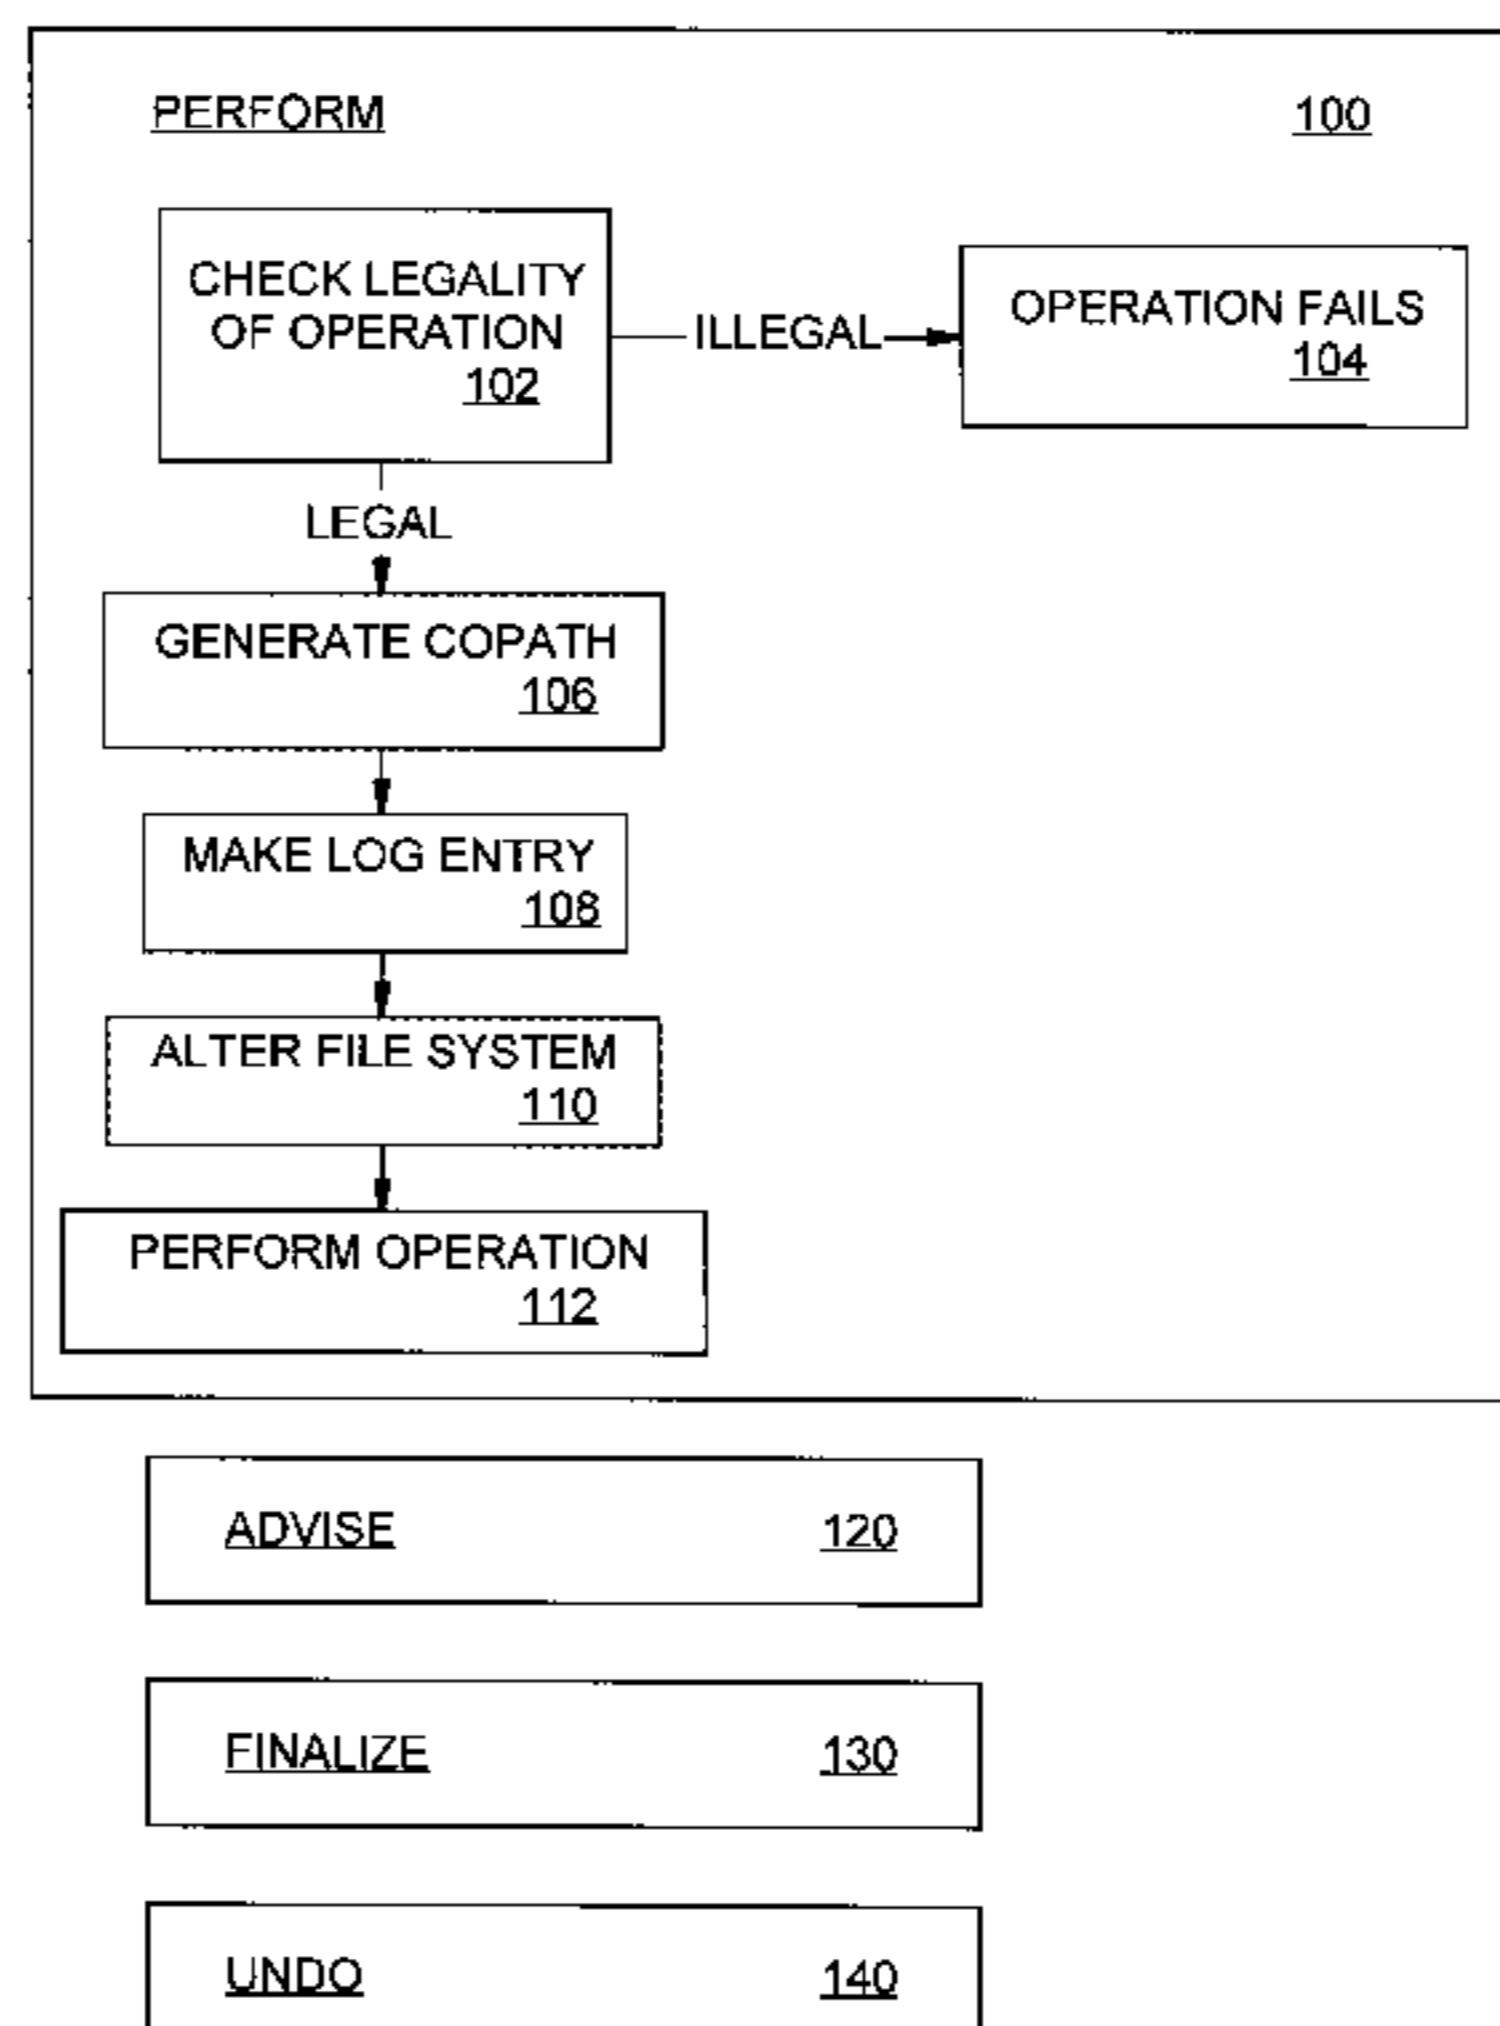 PERFORM 100
CHECK LEGALITY
OF OPERATION
102
ILLEGAL
OPERATION FAILS
104
LEGAL
GENERATE COPATH
106
MAKE LOG ENTRY
108
ALTER FILE SYSTEM
110
PERFORM OPERATION
112
ADVISE 120
FINALIZE 130
UNDO 140